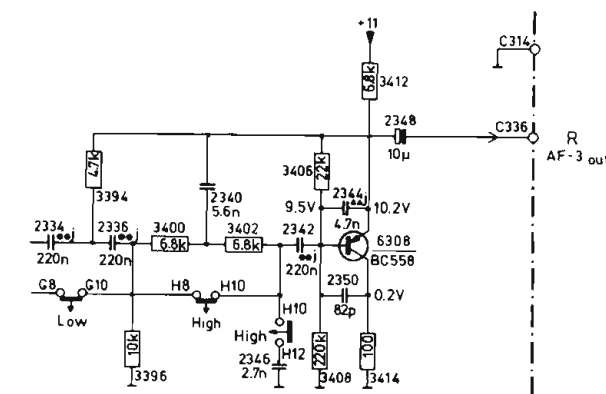 +11
C314
6.8k
3412
2348
C336
10µ
R
AF-3 out
4.7k
3394
2340
5.6n
3406
22k
2344 j
9.5V
10.2V
4.7n
2334 j
220n
2336 j
220n
3400
6.8k
3402
6.8k
2342
j
220n
6308
BC558
2350
82p
0.2V
G8
G10
Low
H8
H10
High
H10
High
H12
2346
2.7n
10k
3396
220k
3408
100
3414